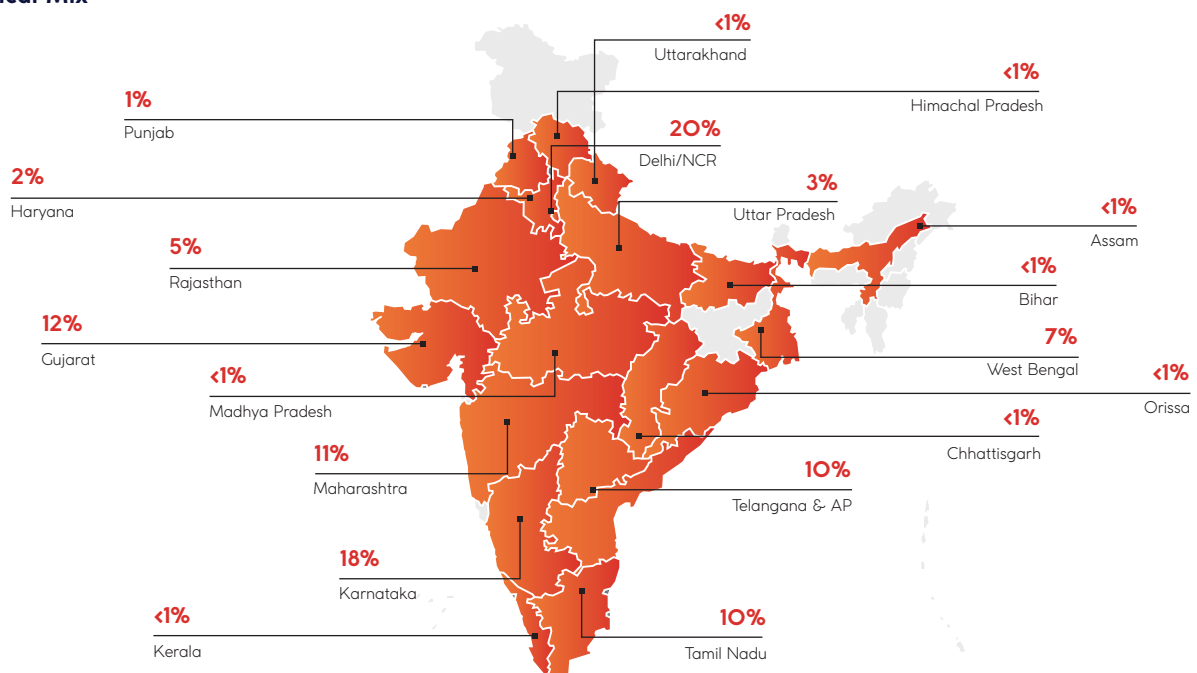 <1%
Uttarakhand
<1%
Himachal Pradesh
1%
Punjab
20%
Delhi/NCR
2%
Haryana
3%
Uttar Pradesh
<1%
Assam
5%
Rajasthan
<1%
Bihar
12%
Gujarat
7%
West Bengal
<1%
Madhya Pradesh
<1%
Orissa
<1%
Chhattisgarh
11%
Maharashtra
10%
Telangana & AP
18%
Karnataka
<1%
Kerala
10%
Tamil Nadu